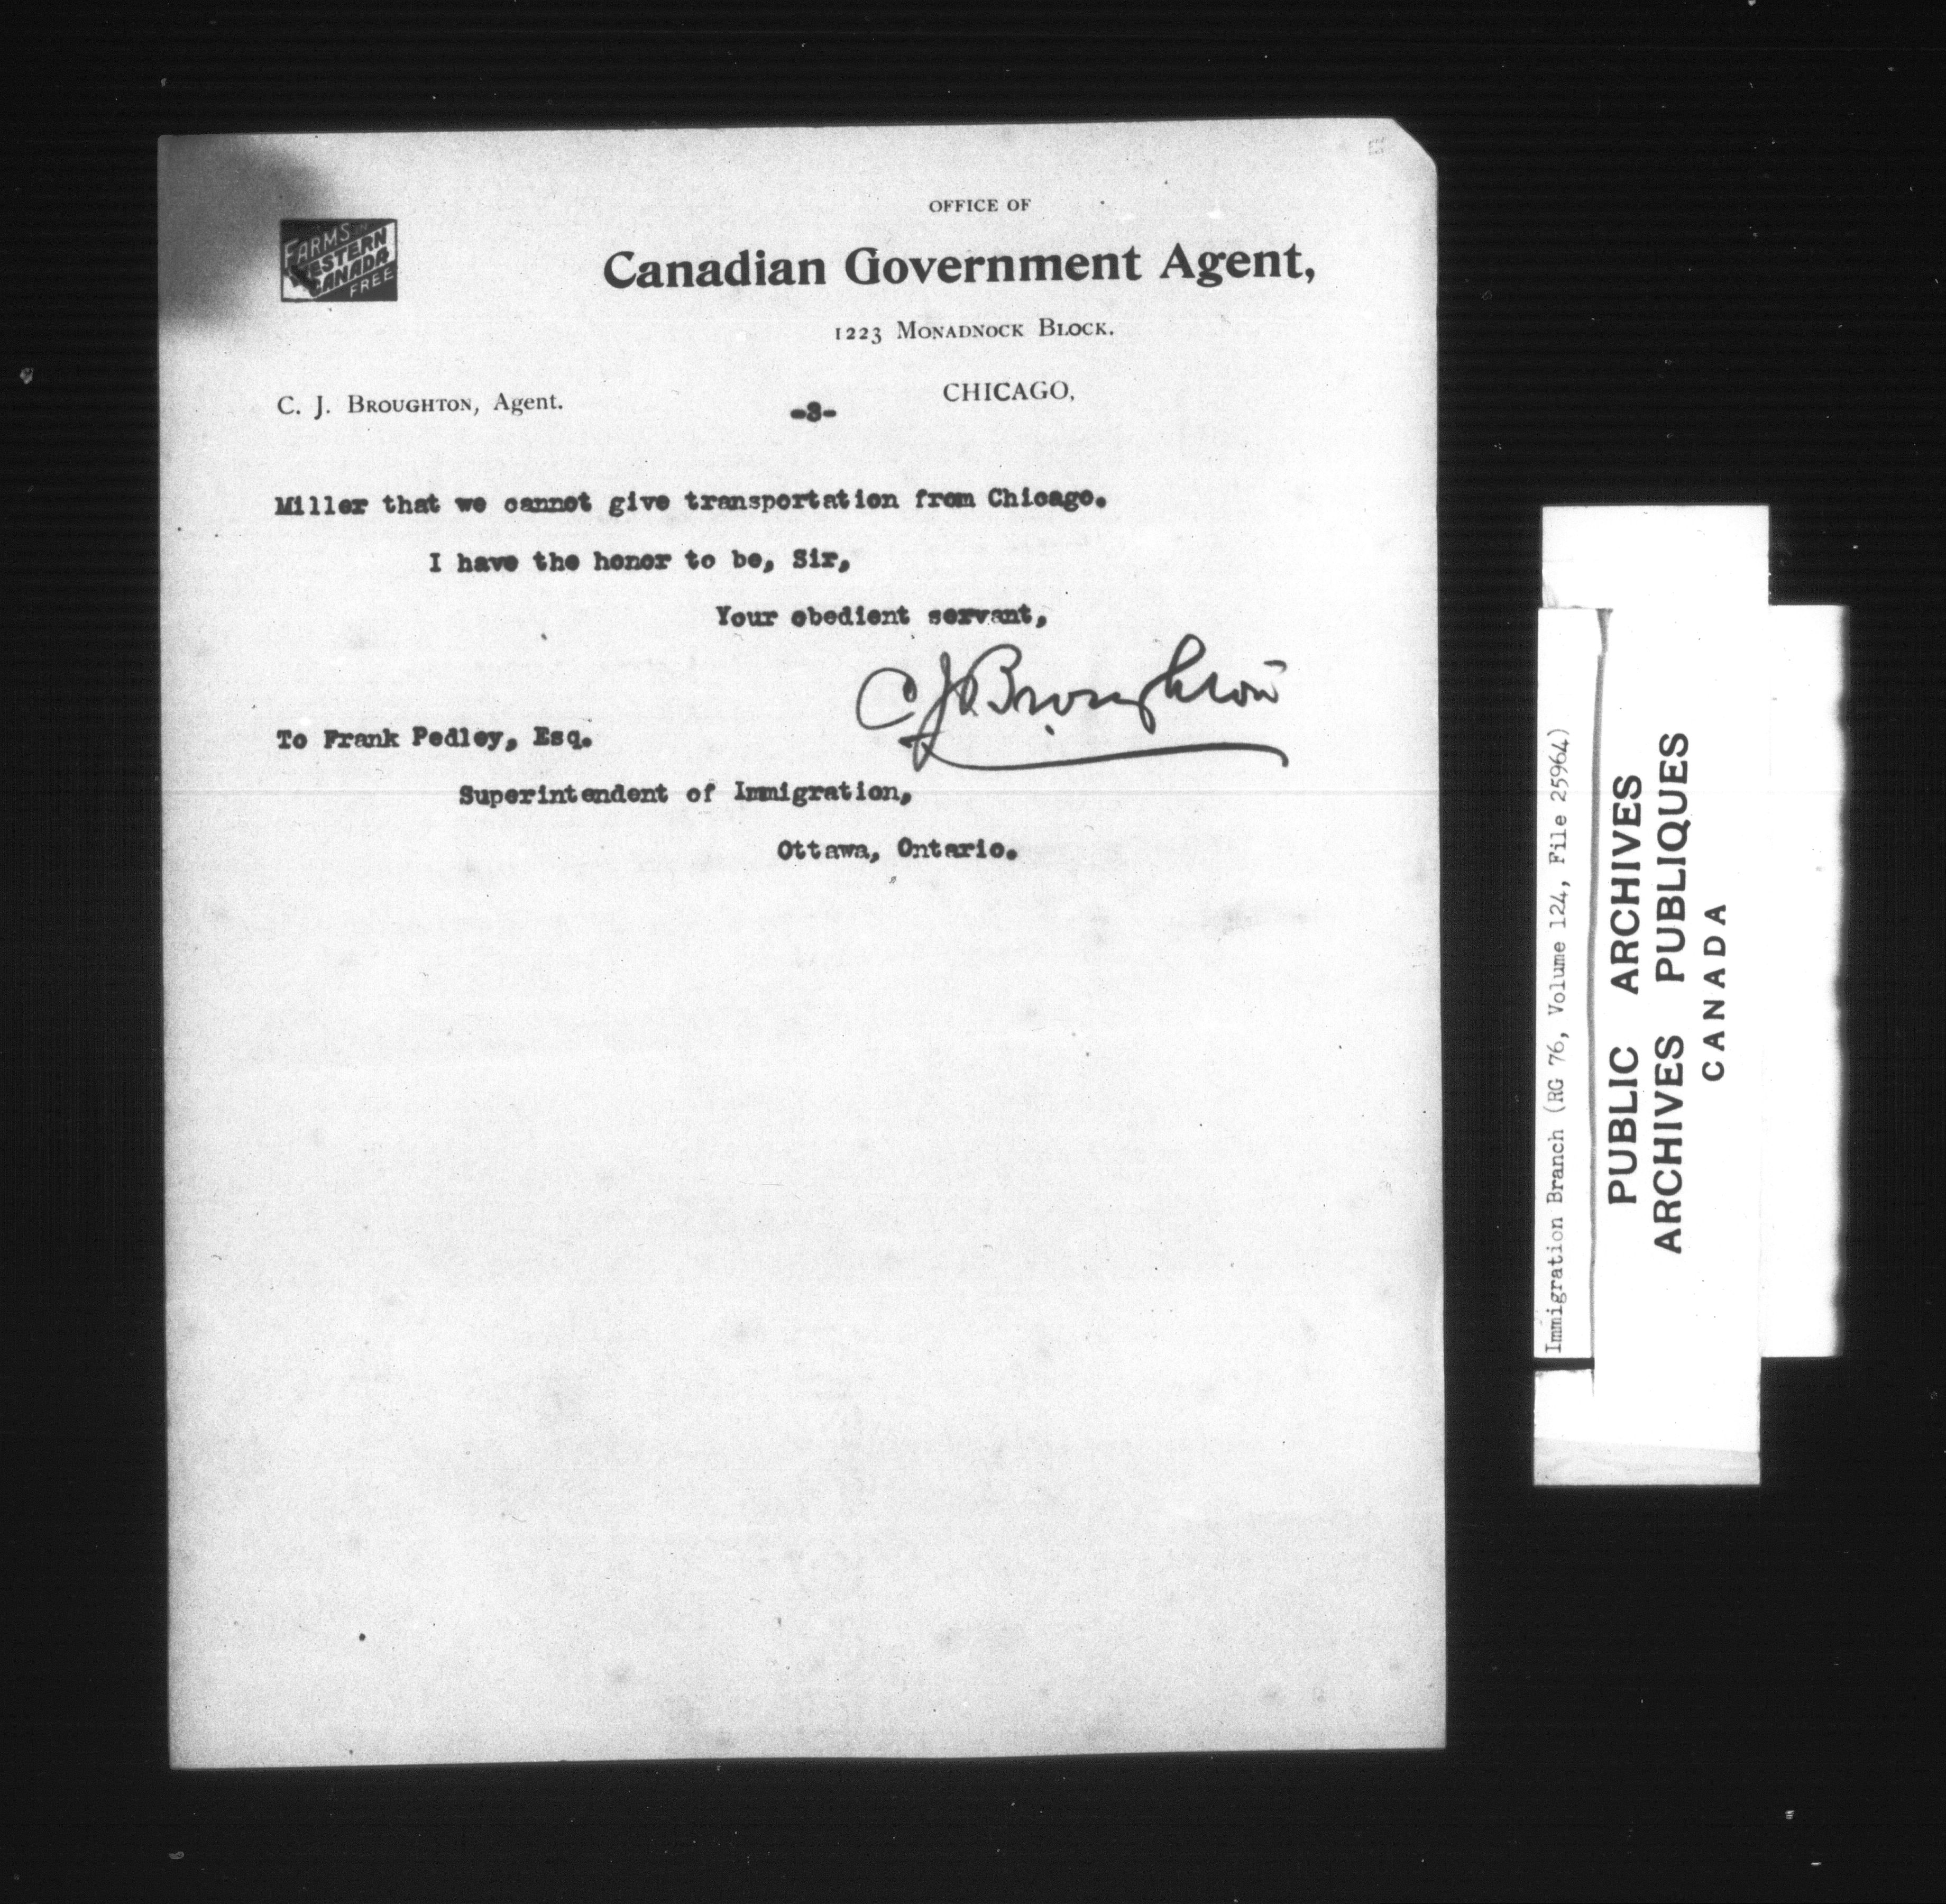 FARMS IN
WESTERN
CANADA
FREE
OFFICE OF
Canadian Government Agent,
1223 MONADNOCK BLOCK.
C. J. BROUGHTON, Agent.
-3-
CHICAGO,
Miller that we cannot give transportation from Chicago.
I have the honor to be, Sir,
Your obedient servant,
C J Broughton
To Frank Pedley, Esq.
Superintendent of Immigration,
Ottawa, Ontario.
Immigration Branch (RG 76, Volume 124, File 25964)
PUBLIC ARCHIVES
ARCHIVES PUBLIQUES
CANADA